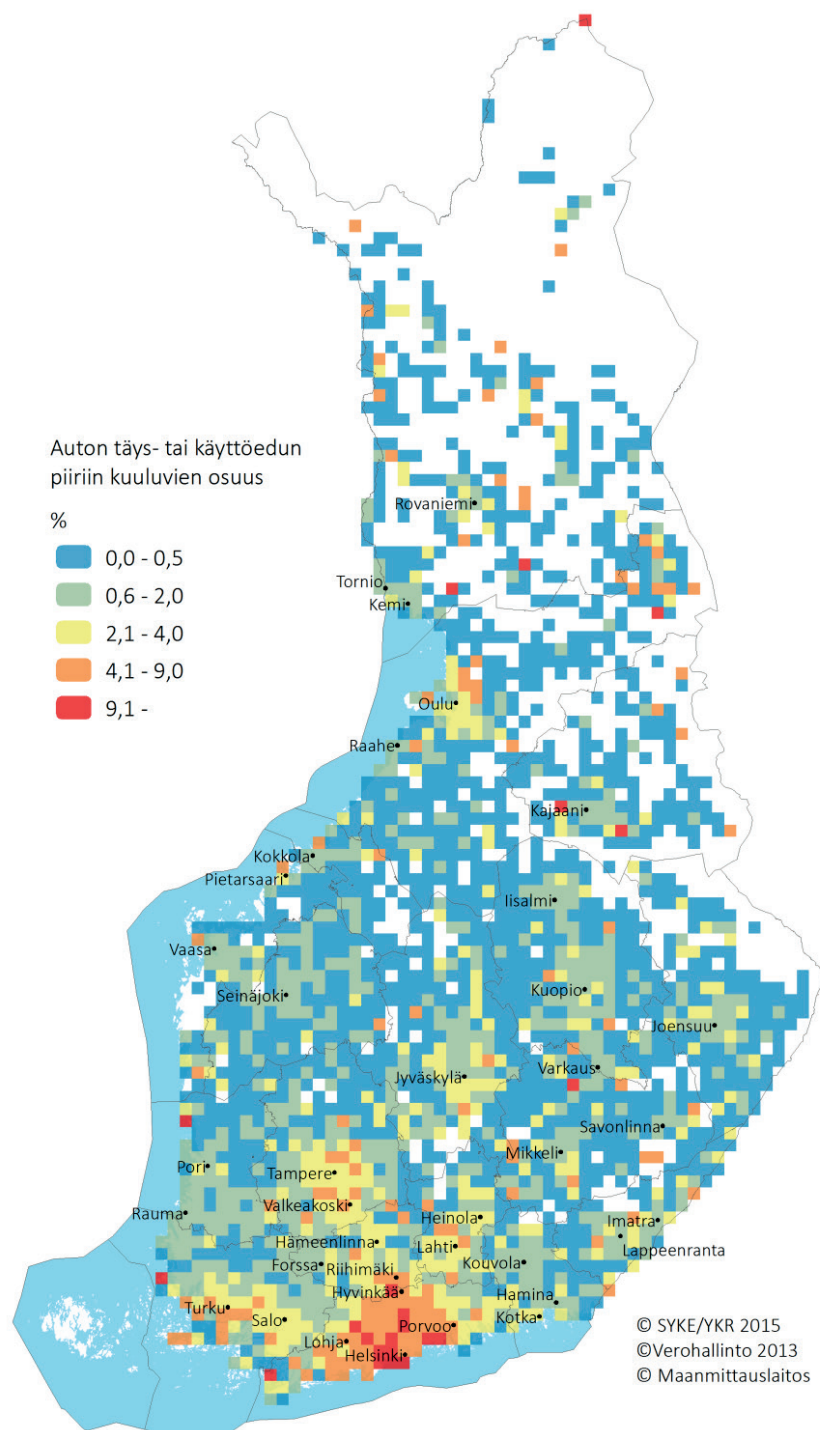 Auton täys- tai käyttöedun
piiriin kuuluvien osuus
%
0,0 - 0,5
0,6 - 2,0
2,1 - 4,0
4,1 - 9,0
9,1 -
Rovaniemi
Tornio
Kemi
Oulu
Raahe
Kajaani
Kokkola
Pietarsaari
Iisalmi
Vaasa
Seinäjoki
Kuopio
Joensuu
Jyväskylä
Varkaus
Savonlinna
Mikkeli
Pori
Tampere
Valkeakoski
Rauma
Heinola
Imatra
Hämeenlinna
Lahti
Lappeenranta
Forssa
Riihimäki
Kouvola
Hyvinkää
Hamina
Turku
Salo
Porvoo
Kotka
Lohja
Helsinki
© SYKE/YKR 2015
©Verohallinto 2013
© Maanmittauslaitos